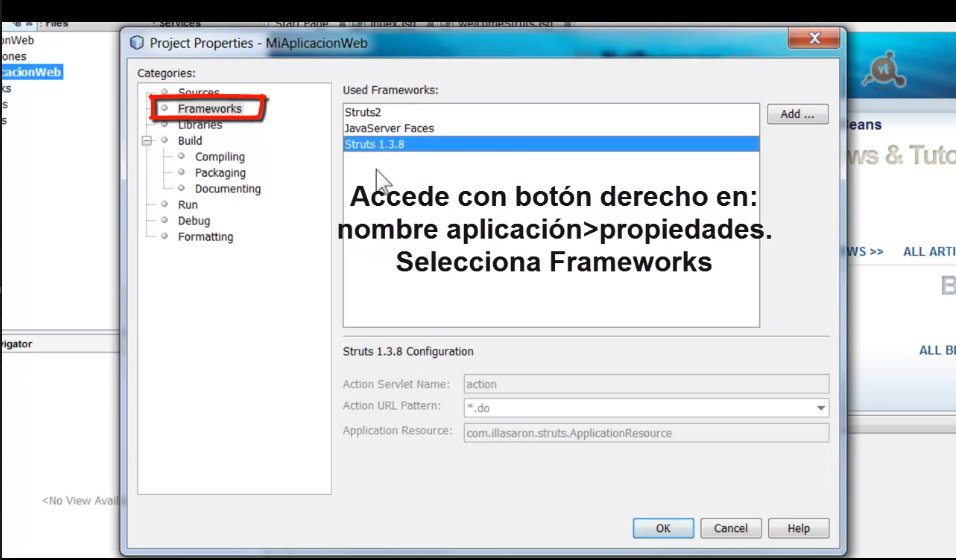 Files
Services
Start Page
index.jsp
welcomeStruts.jsp
onWeb
ones
cacionWeb
ks
s
s
Project Properties - MiAplicacionWeb
Categories:
Sources
Frameworks
Libraries
Build
Compiling
Packaging
Documenting
Run
Debug
Formatting
Used Frameworks:
Struts2
JavaServer Faces
Struts 1.3.8
Add ...
Accede con botón derecho en:
nombre aplicación>propiedades.
Selecciona Frameworks
Struts 1.3.8 Configuration
Action Servlet Name: action
Action URL Pattern: *.do
Application Resource: com.illasaron.struts.ApplicationResource
OK Cancel Help
vigator
<No View Avail
Beans
ws & Tuto
WS >> ALL ARTI
B
ALL BL